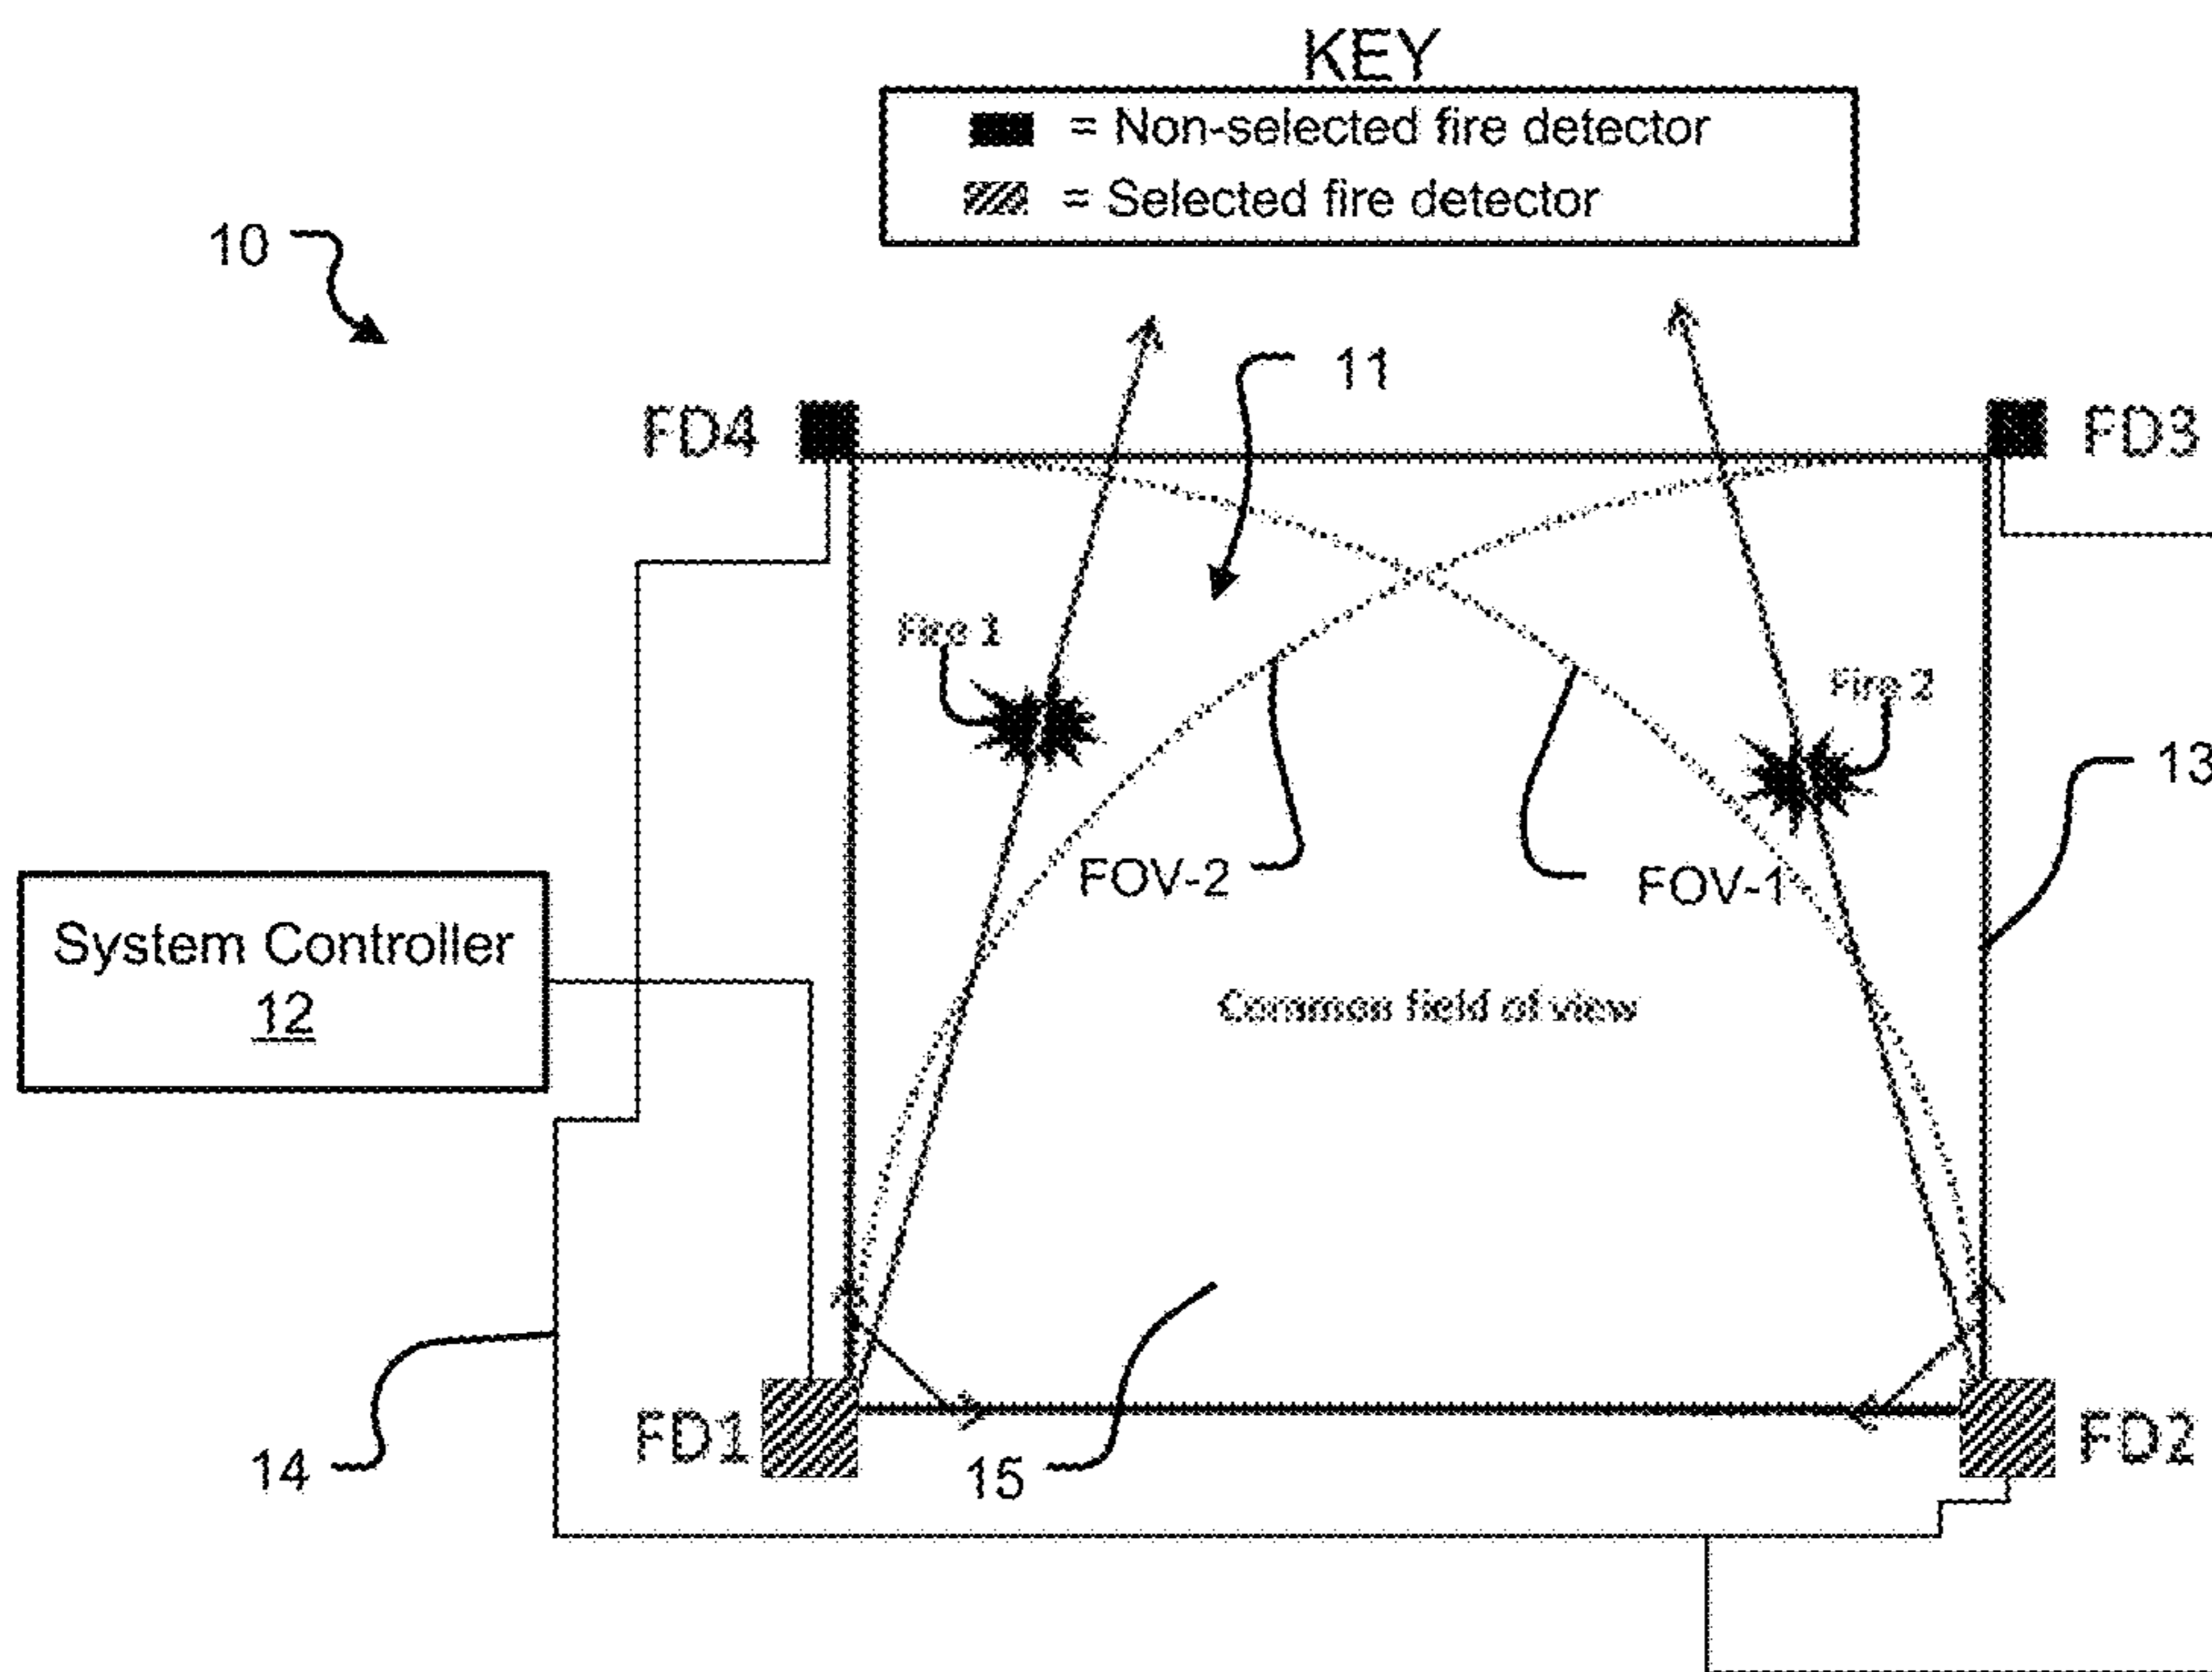 KEY
= Non-selected fire detector
= Selected fire detector
10
11
FD4
FD3
Fire 1
Fire 2
13
FOV-2
FOV-1
System Controller
12
Common field of view
FD1
FD2
14
15